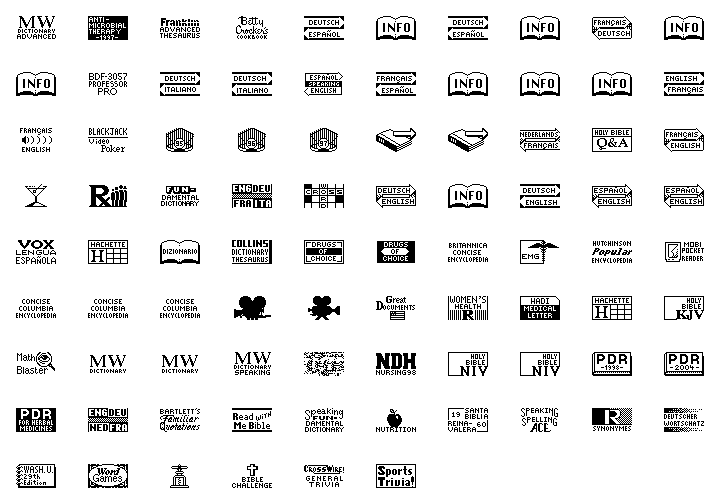 MW
DICTIONARY
ADVANCED
ANTI-
MICROBIAL
THERAPY
-1997-
Franklin
ADVANCED
THESAURUS
Betty
Crocker's
COOKBOOK
DEUTSCH
ESPAÑOL
INFO
DEUTSCH
ESPAÑOL
INFO
FRANÇAIS
DEUTSCH
INFO
INFO
BDF-3057
PROFESSOR
PRO
DEUTSCH
ITALIANO
DEUTSCH
ITALIANO
ESPAÑOL
SPEAKING
ENGLISH
FRANÇAIS
ESPAÑOL
INFO
INFO
INFO
ENGLISH
FRANÇAIS
FRANÇAIS
ENGLISH
BLACKJACK
Video
Poker
95
96
97
NEDERLANDS
FRANÇAIS
HOLY BIBLE
Q&A
FRANÇAIS
ENGLISH
Rx
FUN-
DAMENTAL
DICTIONARY
ENG DEU
FRA ITA
CROSS
WORD
DEUTSCH
ENGLISH
INFO
DEUTSCH
ENGLISH
ESPAÑOL
ENGLISH
ESPAÑOL
ENGLISH
VOX
LENGUA
ESPAÑOLA
HACHETTE
H
DIZIONARIO
COLLINS
DICTIONARY
THESAURUS
DRUGS
OF
CHOICE
DRUGS
OF
CHOICE
BRITANNICA
CONCISE
ENCYCLOPEDIA
EMG
HUTCHINSON
Popular
ENCYCLOPEDIA
MOBI
POCKET
READER
CONCISE
COLUMBIA
ENCYCLOPEDIA
CONCISE
COLUMBIA
ENCYCLOPEDIA
CONCISE
COLUMBIA
ENCYCLOPEDIA
Great
DOCUMENTS
WOMEN'S
HEALTH
R
HADI
MEDICAL
LETTER
HACHETTE
H
HOLY
BIBLE
KJV
Math
Blaster
MW
DICTIONARY
MW
DICTIONARY
MW
DICTIONARY
SPEAKING
NDH
NURSING98
HOLY
BIBLE
NIV
HOLY
BIBLE
NIV
PDR
-1998-
PDR
-2004-
PDR
FOR HERBAL
MEDICINES
ENG DEU
NED FRA
BARTLETT'S
Familiar
Quotations
Read WITH
Me Bible
Speaking
FUN-
DAMENTAL
DICTIONARY
NUTRITION
SANTA
19 BIBLIA
REINA- 60
VALERA
SPEAKING
SPELLING
ACE
R
SYNONYMES
DEUTSCHER
WORTSCHATZ
WASH. U.
29th
Edition
Word
Games
BIBLE
CHALLENGE
CROSSWIRE!
GENERAL
TRIVIA
Sports
Trivia!